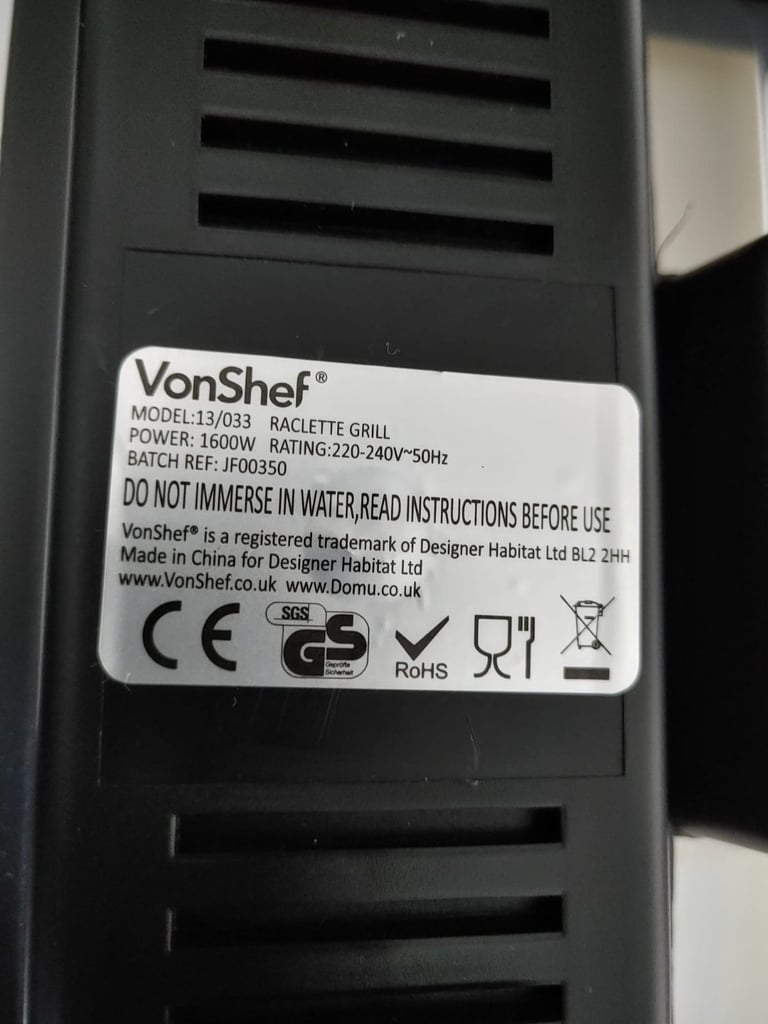 VonShef®
MODEL:13/033 RACLETTE GRILL
POWER: 1600W RATING:220-240V~50Hz
BATCH REF: JF00350
DO NOT IMMERSE IN WATER,READ INSTRUCTIONS BEFORE USE
VonShef® is a registered trademark of Designer Habitat Ltd BL2 2HH
Made in China for Designer Habitat Ltd
www.VonShef.co.uk www.Domu.co.uk
CE
SGS
GS
Geprüfte
Sicherheit
RoHS